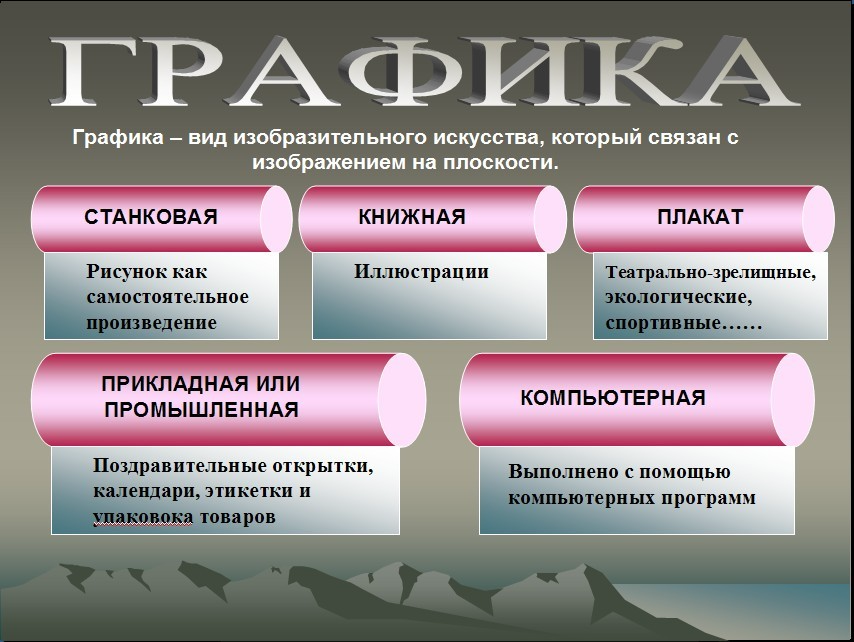 ГРАФИКА
Графика – вид изобразительного искусства, который связан с
изображением на плоскости.
СТАНКОВАЯ
Рисунок как
самостоятельное
произведение
КНИЖНАЯ
Иллюстрации
ПЛАКАТ
Театрально-зрелищные,
экологические,
спортивные……
ПРИКЛАДНАЯ ИЛИ
ПРОМЫШЛЕННАЯ
Поздравительные открытки,
календари, этикетки и
упаковока товаров
КОМПЬЮТЕРНАЯ
Выполнено с помощью
компьютерных программ